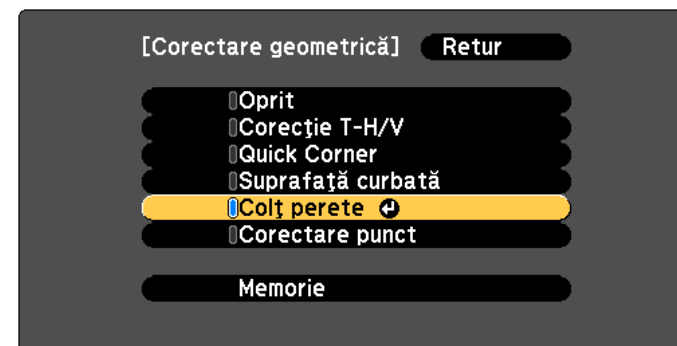 [Corectare geometrică] Retur
Oprit
Corecţie T-H/V
Quick Corner
Suprafaţă curbată
Colţ perete
Corectare punct
Memorie